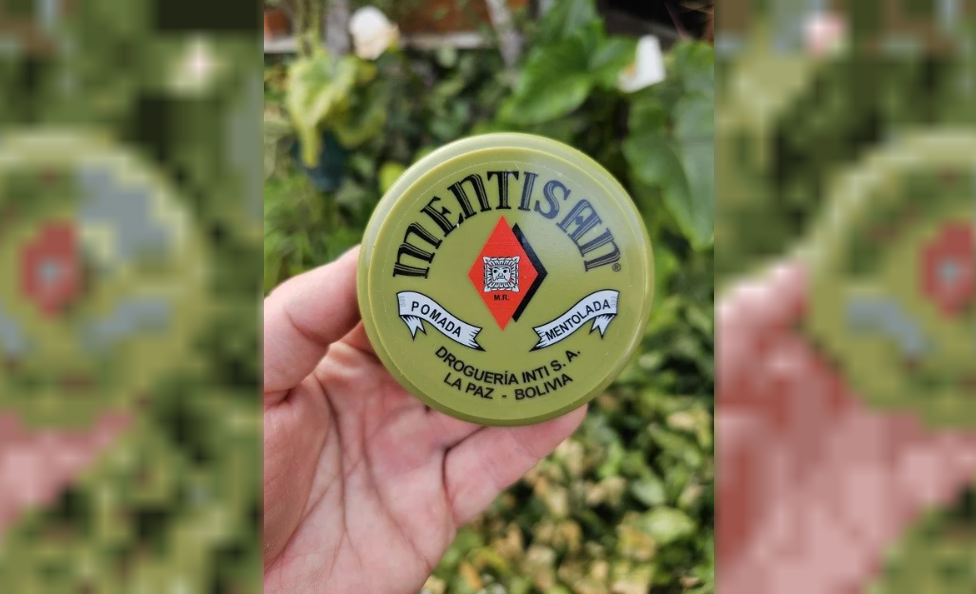 MENTISAN®
M.R.
POMADA
MENTOLADA
DROGUERÍA INTI S. A.
LA PAZ - BOLIVIA